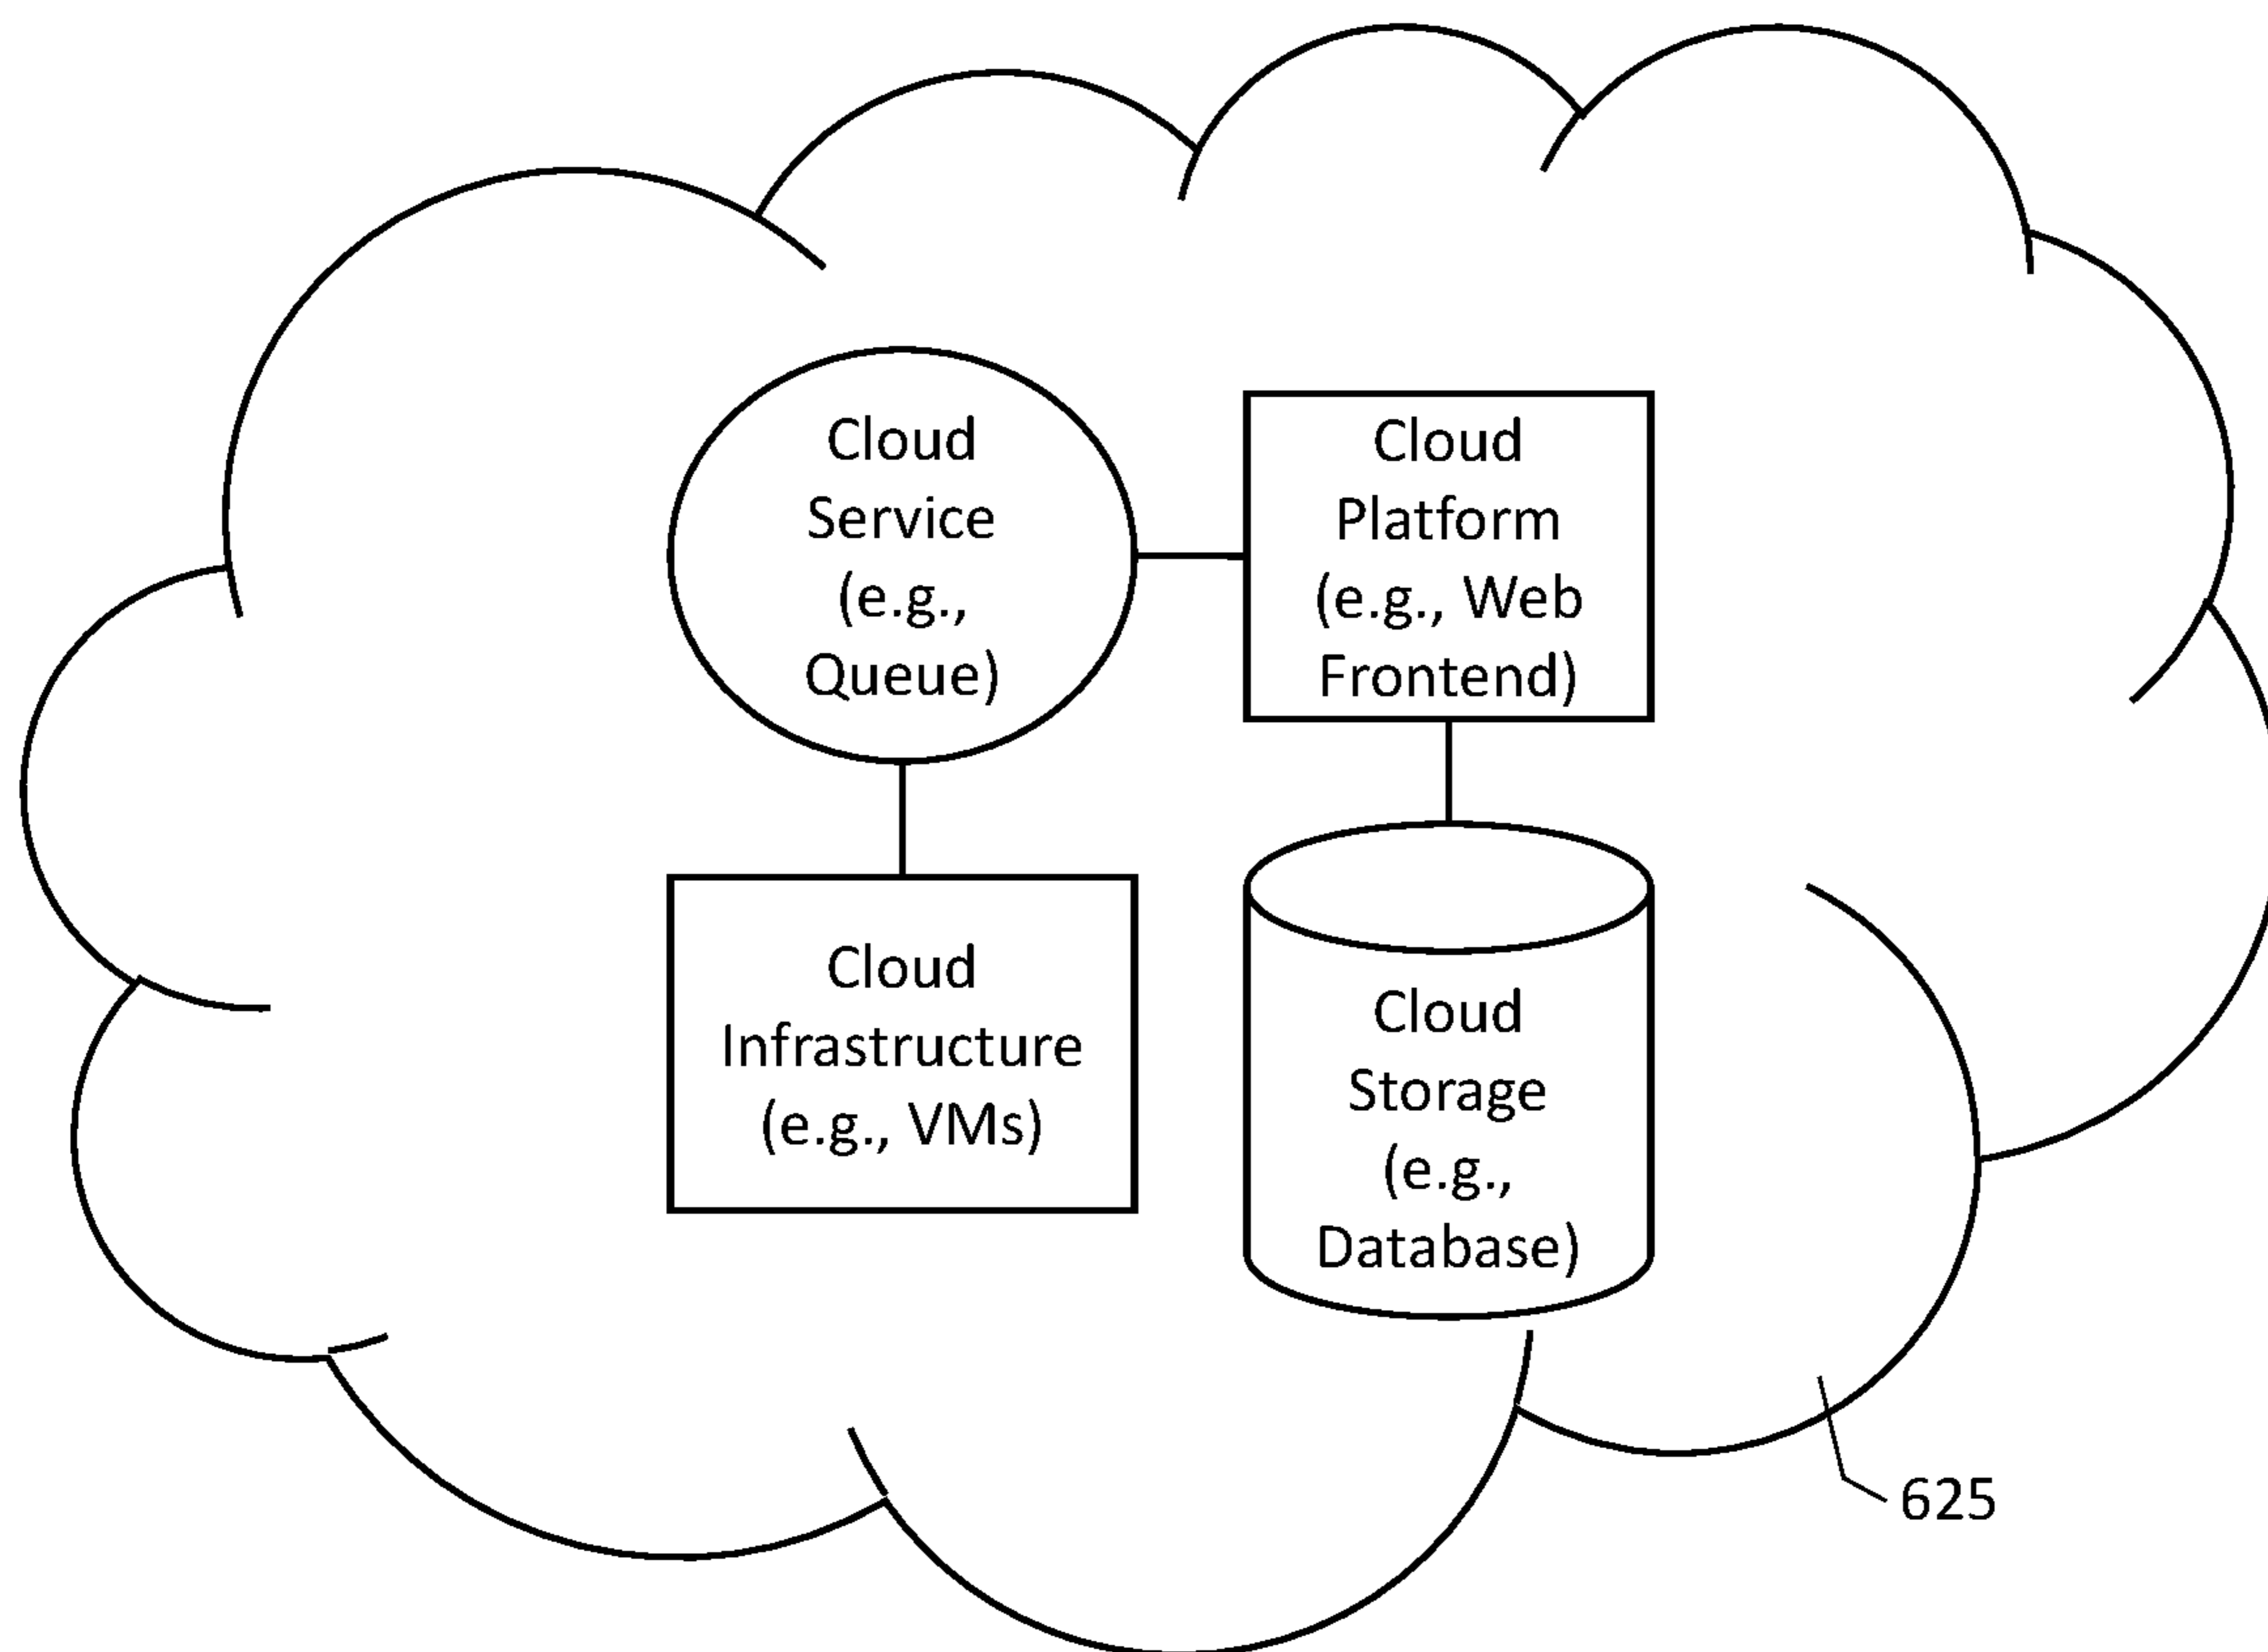 Cloud
Service
(e.g.,
Queue)
Cloud
Platform
(e.g., Web
Frontend)
Cloud
Infrastructure
(e.g., VMs)
Cloud
Storage
(e.g.,
Database)
625